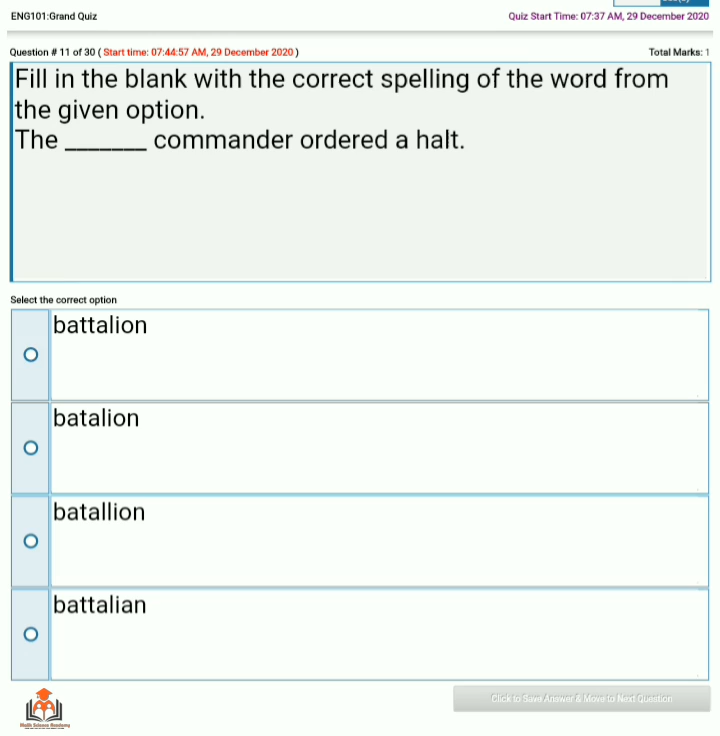 ENG101:Grand Quiz
Quiz Start Time: 07:37 AM, 29 December 2020
Question # 11 of 30 ( Start time: 07:44:57 AM, 29 December 2020 )
Total Marks: 1
Fill in the blank with the correct spelling of the word from
the given option.
The _______ commander ordered a halt.
Select the correct option
battalion
batalion
batallion
battalian
Click to Save Answer & Move to Next Question